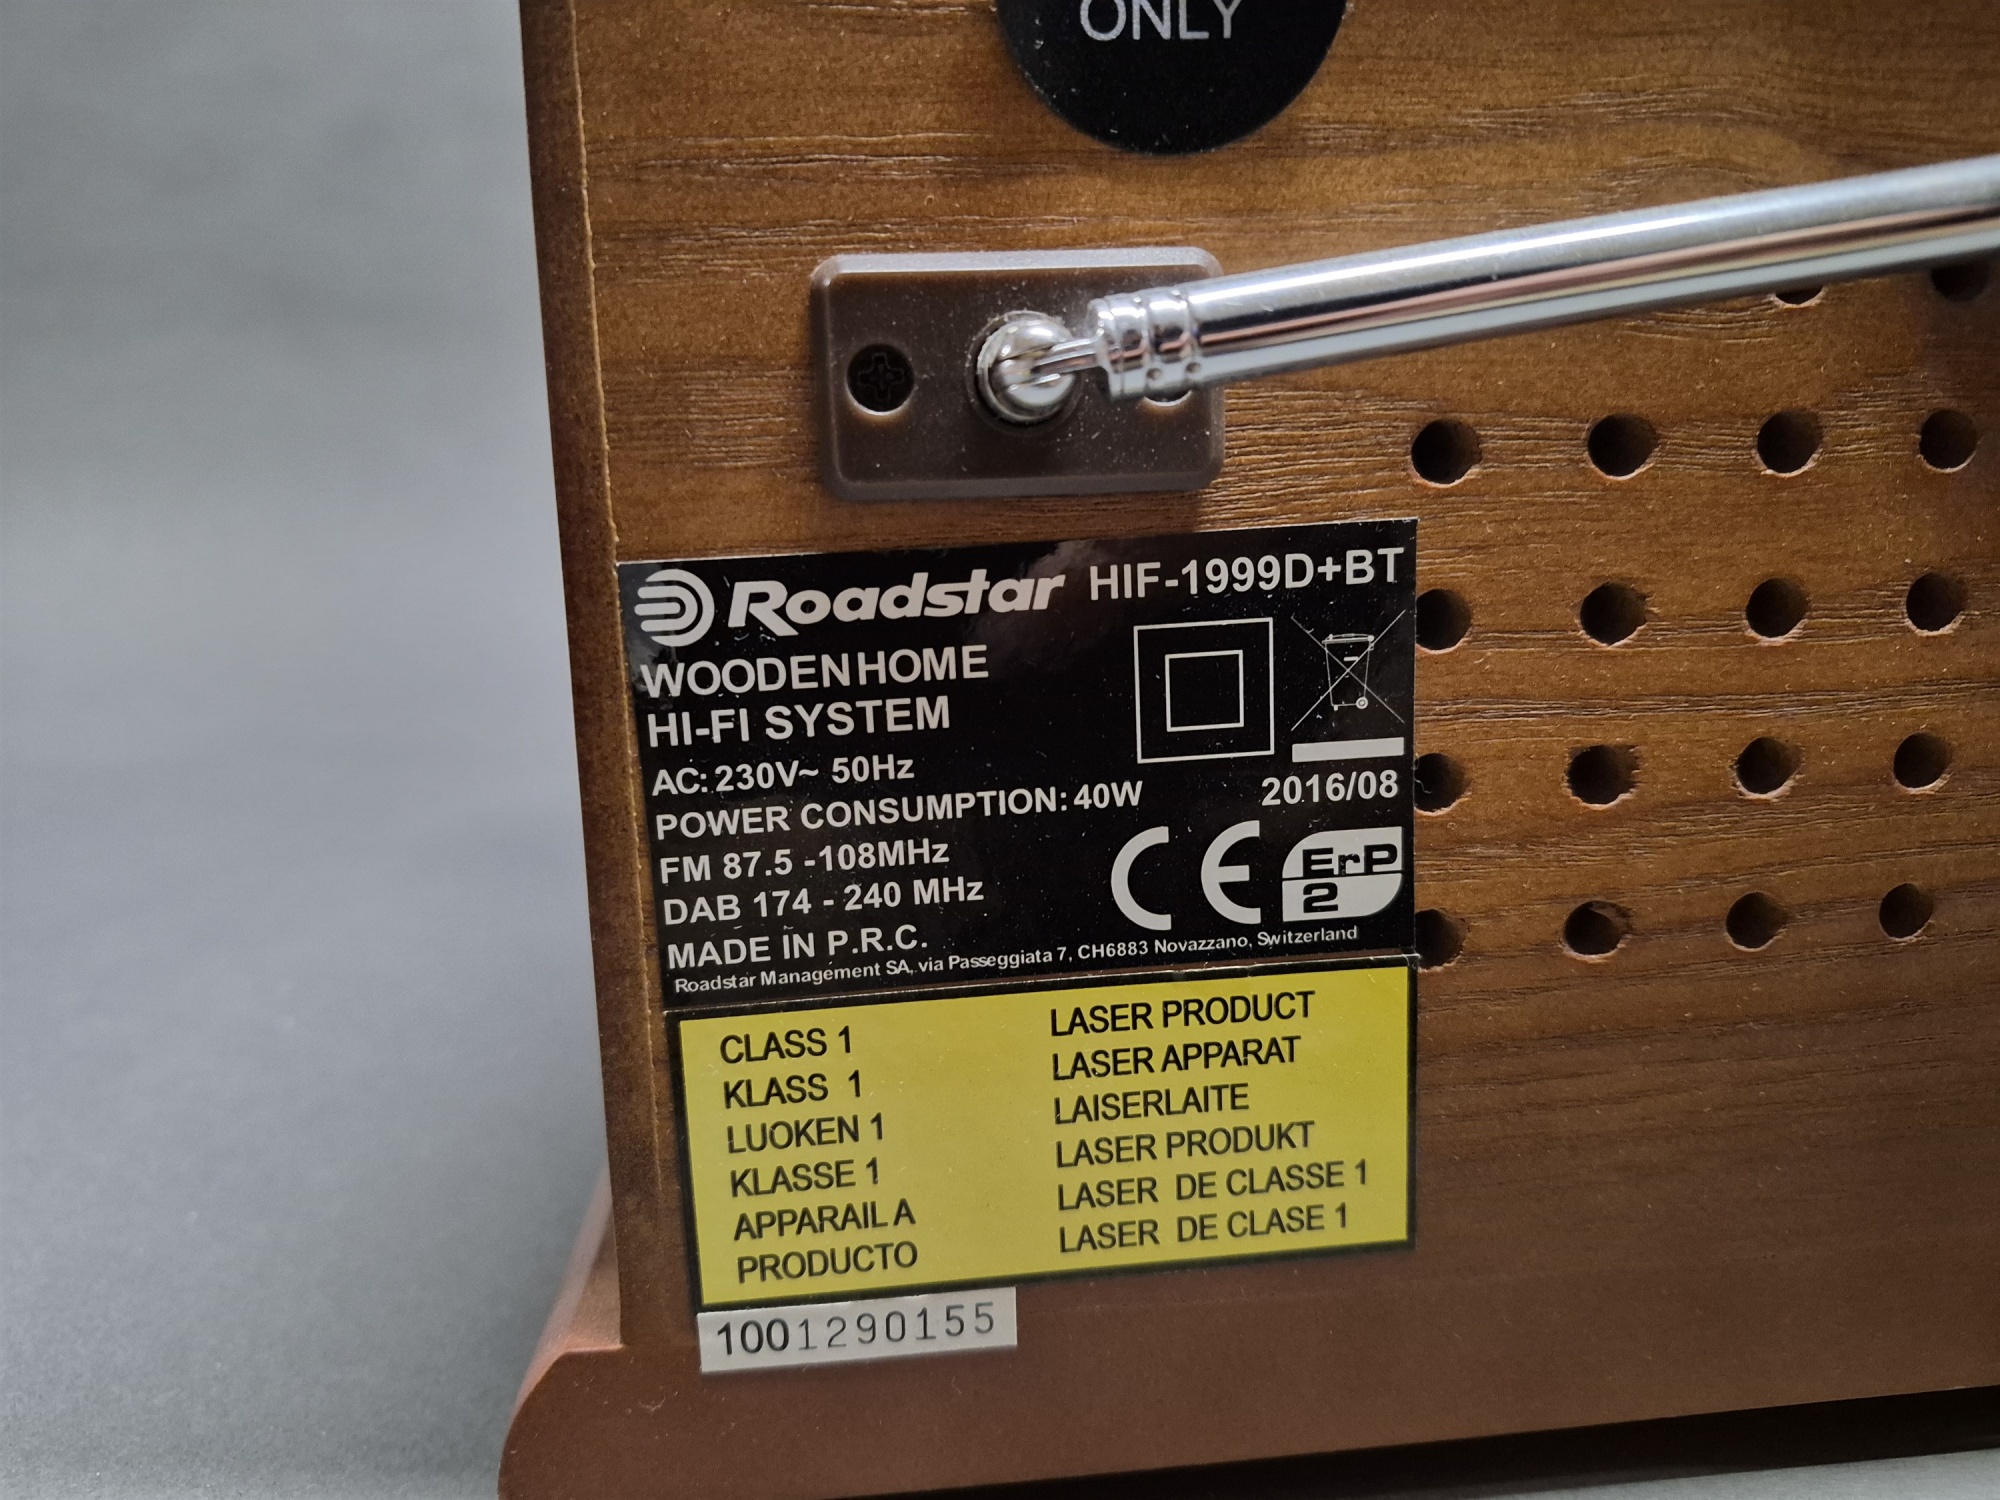 ONLY
Roadstar HIF-1999D+BT
WOODEN HOME
HI-FI SYSTEM
AC: 230V~ 50Hz
POWER CONSUMPTION: 40W
2016/08
FM 87.5 -108MHz
DAB 174 - 240 MHz
CE ErP 2
MADE IN P.R.C.
Roadstar Management SA, via Passeggiata 7, CH6883 Novazzano, Switzerland
CLASS 1 LASER PRODUCT
KLASS 1 LASER APPARAT
LUOKEN 1 LAISERLAITE
KLASSE 1 LASER PRODUKT
APPARAIL A LASER DE CLASSE 1
PRODUCTO LASER DE CLASE 1
1001290155